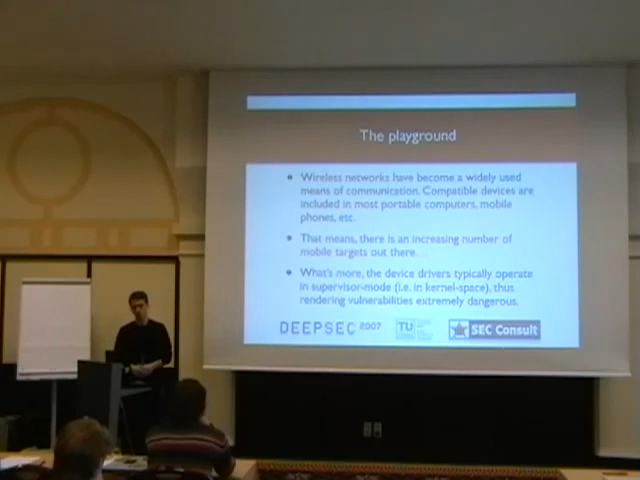 The playground
• Wireless networks have become a widely used
means of communication. Compatible devices are
included in most portable computers, mobile
phones, etc.
• That means, there is an increasing number of
mobile targets out there...
• What's more, the device drivers typically operate
in supervisor-mode (i.e. in kernel-space), thus
rendering vulnerabilities extremely dangerous.
DEEPSEC 2007
TU
SEC Consult